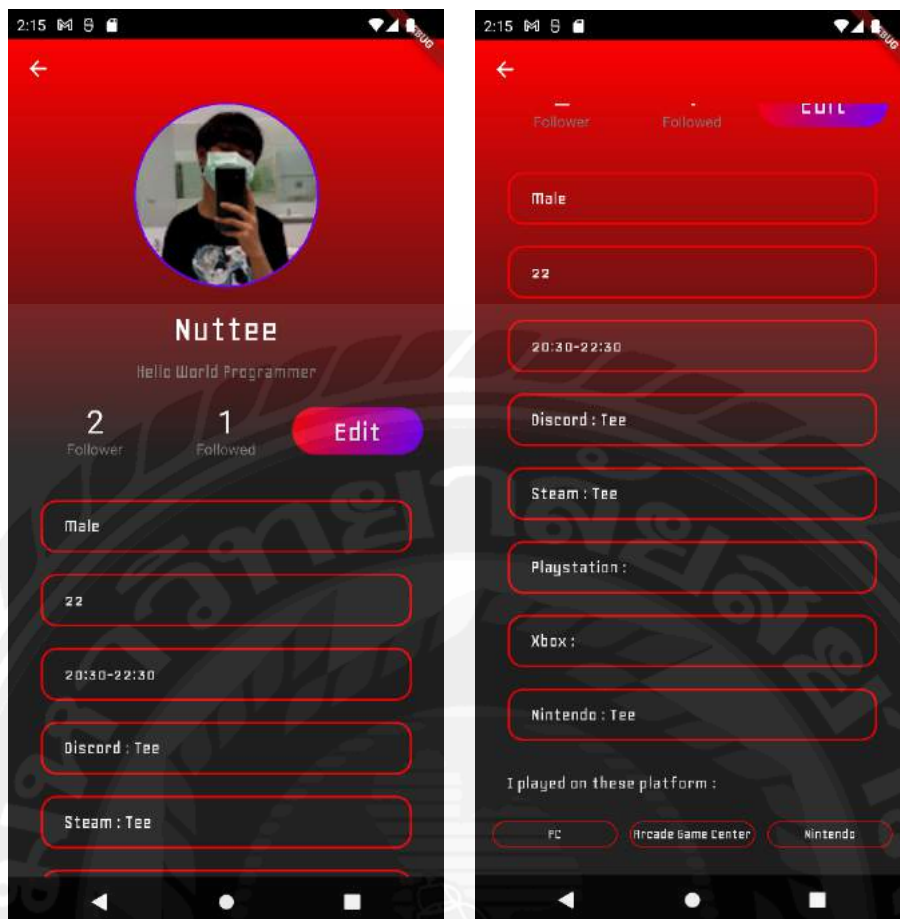 2:15
DEBUG
Nuttee
Hello World Programmer
2 1 Edit
Follower Followed
Male
22
20:30-22:30
Discord : Tee
Steam : Tee
2:15
Edit
Follower Followed
Male
22
20:30-22:30
Discord : Tee
Steam : Tee
Playstation :
Xbox :
Nintendo : Tee
I played on these platform :
PC Arcade Game Center Nintendo